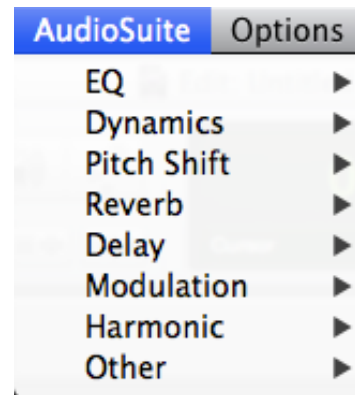 AudioSuite Options
EQ
Dynamics
Pitch Shift
Reverb
Delay
Modulation
Harmonic
Other